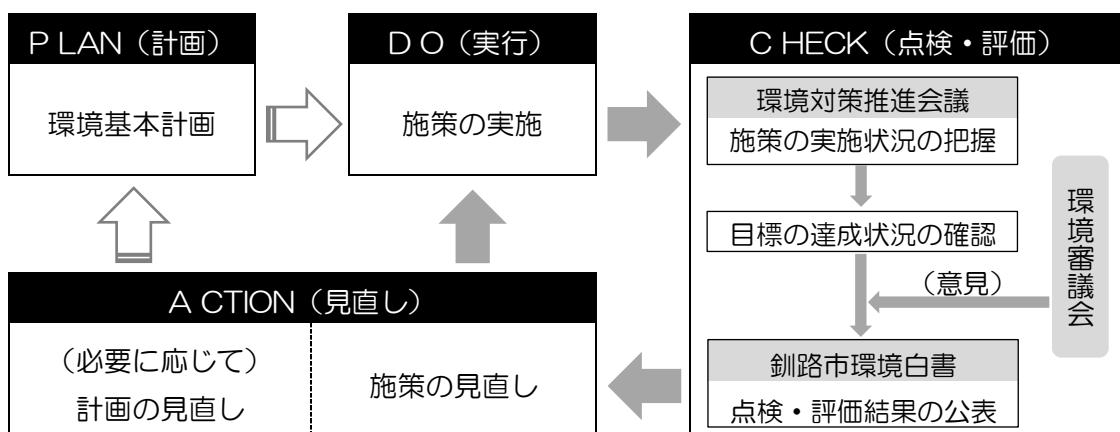 PLAN（計画）
環境基本計画
DO（実行）
施策の実施
CHECK（点検・評価）
環境対策推進会議
施策の実施状況の把握
目標の達成状況の確認
（意見）
環境審議会
釧路市環境白書
点検・評価結果の公表
ACTION（見直し）
（必要に応じて）
計画の見直し
施策の見直し